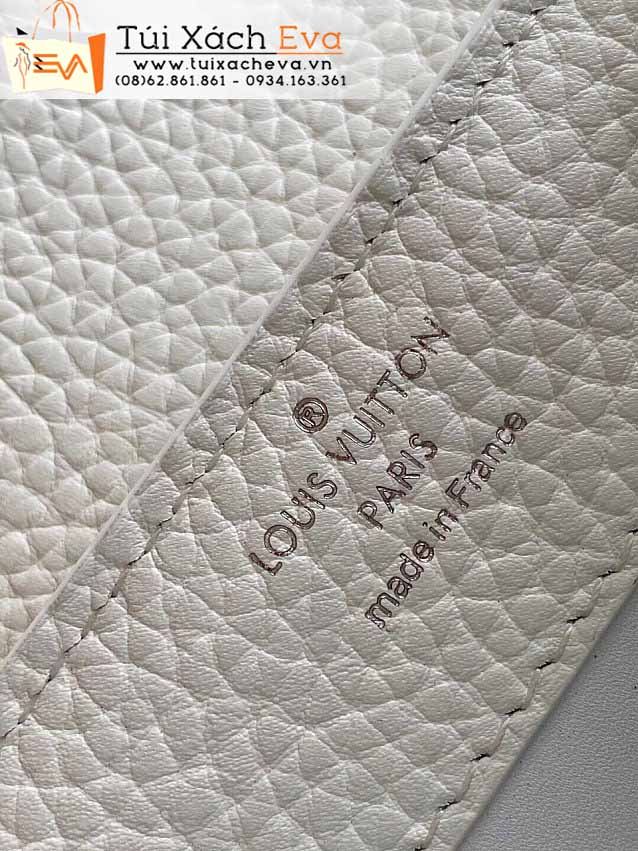 Túi Xách Eva
EVA
www.tuixacheva.vn
(08)62.861.861 - 0934.163.361
®
LOUIS VUITTON
PARIS
made in France